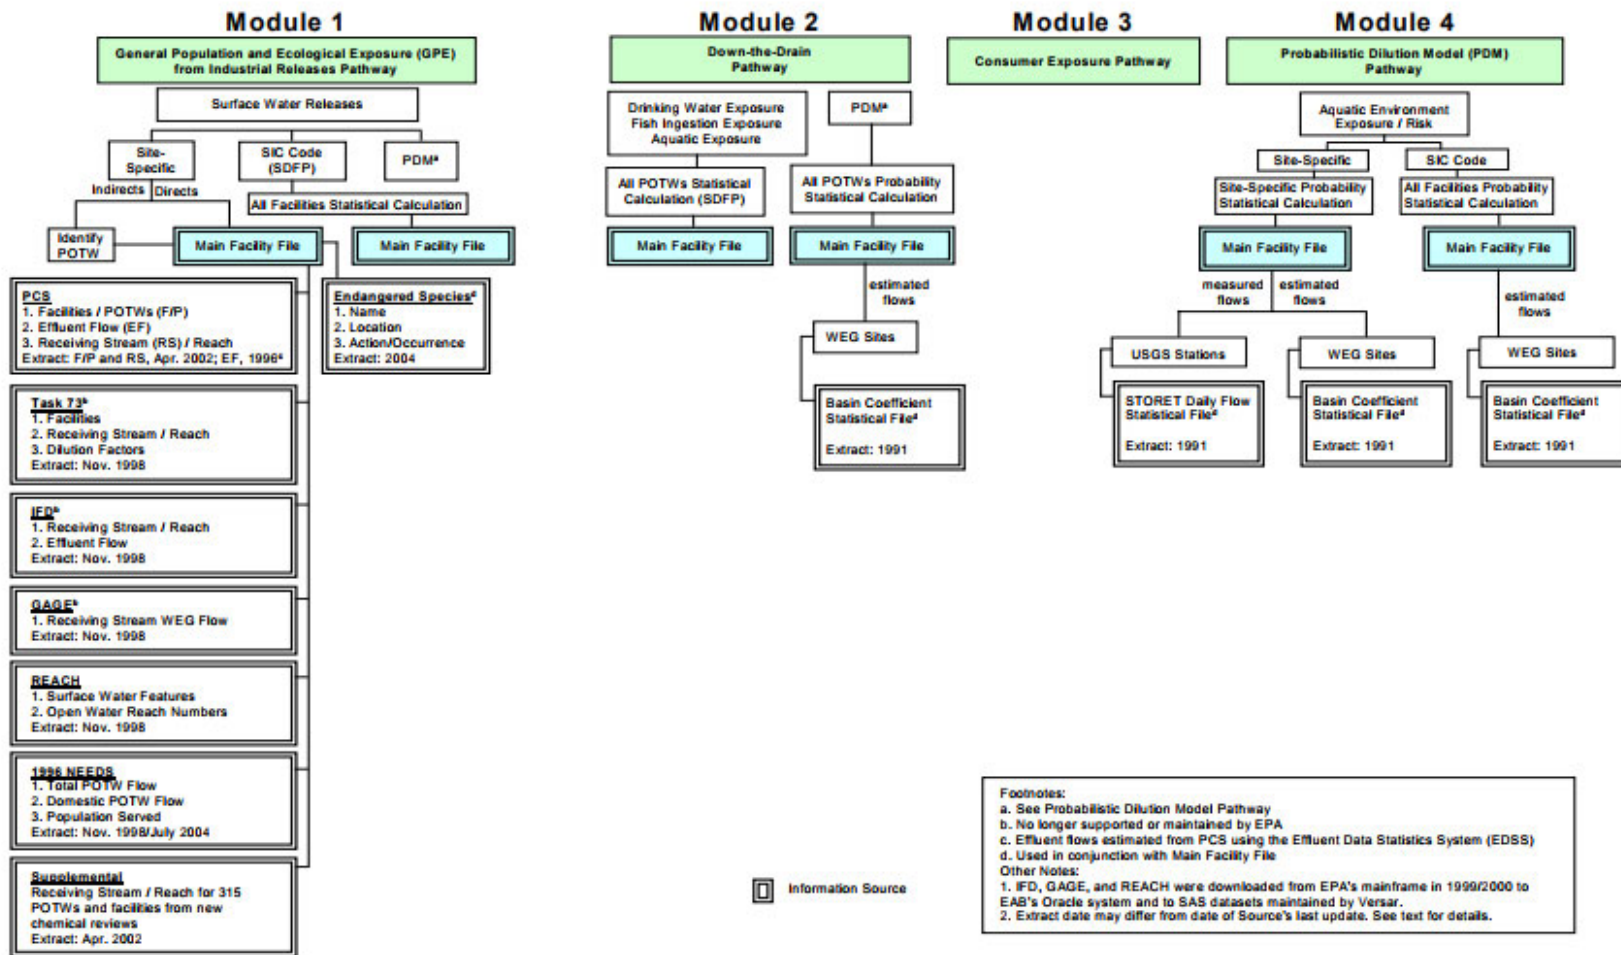 Module 1
General Population and Ecological Exposure (GPE)
from Industrial Releases Pathway
Surface Water Releases
Site-
Specific
SIC Code
(SDFP)
PDMᵃ
Indirects
Directs
All Facilities Statistical Calculation
Identify
POTW
Main Facility File
Main Facility File
PCS
1. Facilities / POTWs (F/P)
2. Effluent Flow (EF)
3. Receiving Stream (RS) / Reach
Extract: F/P and RS, Apr. 2002; EF, 1996ᶜ
Endangered Speciesᵈ
1. Name
2. Location
3. Action/Occurrence
Extract: 2004
Task 73ᵇ
1. Facilities
2. Receiving Stream / Reach
3. Dilution Factors
Extract: Nov. 1998
IFDᵇ
1. Receiving Stream / Reach
2. Effluent Flow
Extract: Nov. 1998
GAGEᵇ
1. Receiving Stream WEG Flow
Extract: Nov. 1998
REACH
1. Surface Water Features
2. Open Water Reach Numbers
Extract: Nov. 1998
1996 NEEDS
1. Total POTW Flow
2. Domestic POTW Flow
3. Population Served
Extract: Nov. 1998/July 2004
Supplemental
Receiving Stream / Reach for 315
POTWs and facilities from new
chemical reviews
Extract: Apr. 2002
Module 2
Down-the-Drain
Pathway
Drinking Water Exposure
Fish Ingestion Exposure
Aquatic Exposure
PDMᵃ
All POTWs Statistical
Calculation (SDFP)
All POTWs Probability
Statistical Calculation
Main Facility File
Main Facility File
estimated
flows
WEG Sites
Basin Coefficient
Statistical Fileᵈ
Extract: 1991
Module 3
Consumer Exposure Pathway
Module 4
Probabilistic Dilution Model (PDM)
Pathway
Aquatic Environment
Exposure / Risk
Site-Specific
SIC Code
Site-Specific Probability
Statistical Calculation
All Facilities Probability
Statistical Calculation
Main Facility File
Main Facility File
measured
flows
estimated
flows
estimated
flows
USGS Stations
WEG Sites
WEG Sites
STORET Daily Flow
Statistical Fileᵈ
Extract: 1991
Basin Coefficient
Statistical Fileᵈ
Extract: 1991
Basin Coefficient
Statistical Fileᵈ
Extract: 1991
Information Source
Footnotes:
a. See Probabilistic Dilution Model Pathway
b. No longer supported or maintained by EPA
c. Effluent flows estimated from PCS using the Effluent Data Statistics System (EDSS)
d. Used in conjunction with Main Facility File
Other Notes:
1. IFD, GAGE, and REACH were downloaded from EPA's mainframe in 1999/2000 to
EAB's Oracle system and to SAS datasets maintained by Versar.
2. Extract date may differ from date of Source's last update. See text for details.